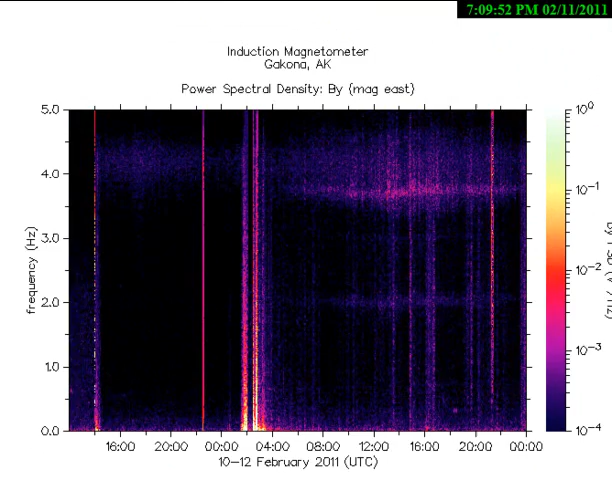 7:09:52 PM 02/11/2011
Induction Magnetometer
Gakona, AK
Power Spectral Density: By {mag east}
5.0
4.0
3.0
2.0
1.0
0.0
frequency (Hz)
16:00 20:00 00:00 04:00 08:00 12:00 16:00 20:00 00:00
10-12 February 2011 (UTC)
10⁰
10⁻¹
10⁻²
10⁻³
10⁻⁴